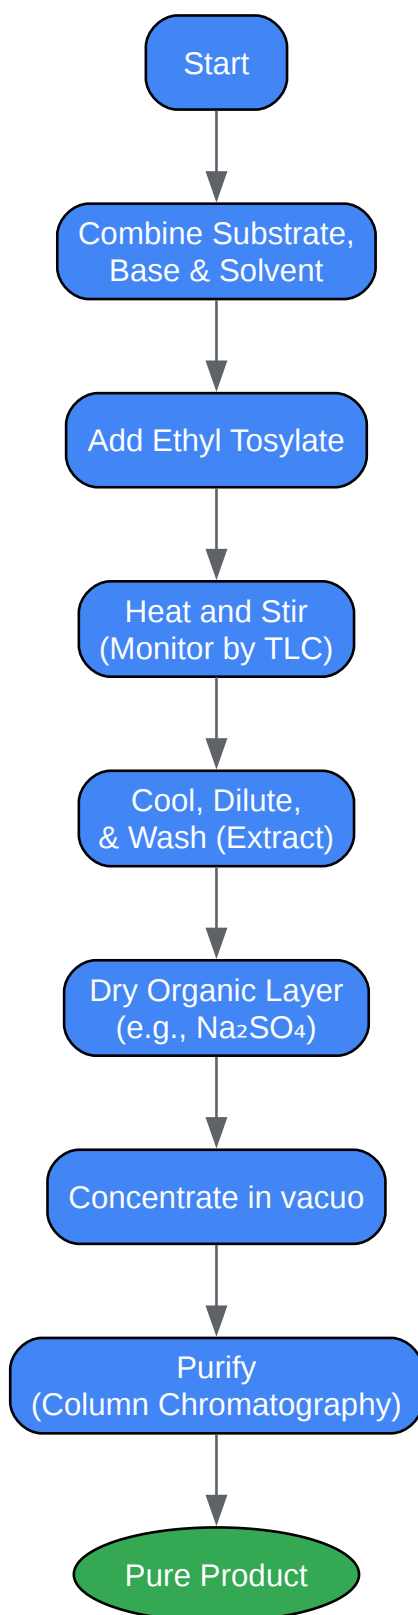 Start
Combine Substrate,
Base & Solvent
Add Ethyl Tosylate
Heat and Stir
(Monitor by TLC)
Cool, Dilute,
& Wash (Extract)
Dry Organic Layer
(e.g., Na₂SO₄)
Concentrate in vacuo
Purify
(Column Chromatography)
Pure Product